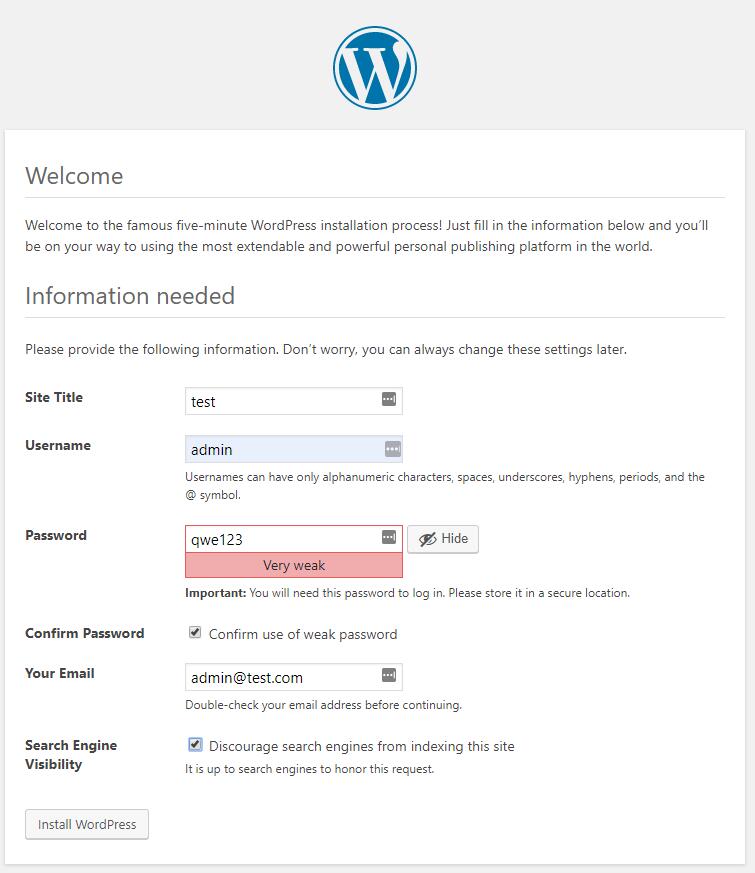 Welcome
Welcome to the famous five-minute WordPress installation process! Just fill in the information below and you’ll
be on your way to using the most extendable and powerful personal publishing platform in the world.
Information needed
Please provide the following information. Don’t worry, you can always change these settings later.
Site Title
test
Username
admin
Usernames can have only alphanumeric characters, spaces, underscores, hyphens, periods, and the
@ symbol.
Password
qwe123
Hide
Very weak
Important: You will need this password to log in. Please store it in a secure location.
Confirm Password
Confirm use of weak password
Your Email
admin@test.com
Double-check your email address before continuing.
Search Engine
Visibility
Discourage search engines from indexing this site
It is up to search engines to honor this request.
Install WordPress